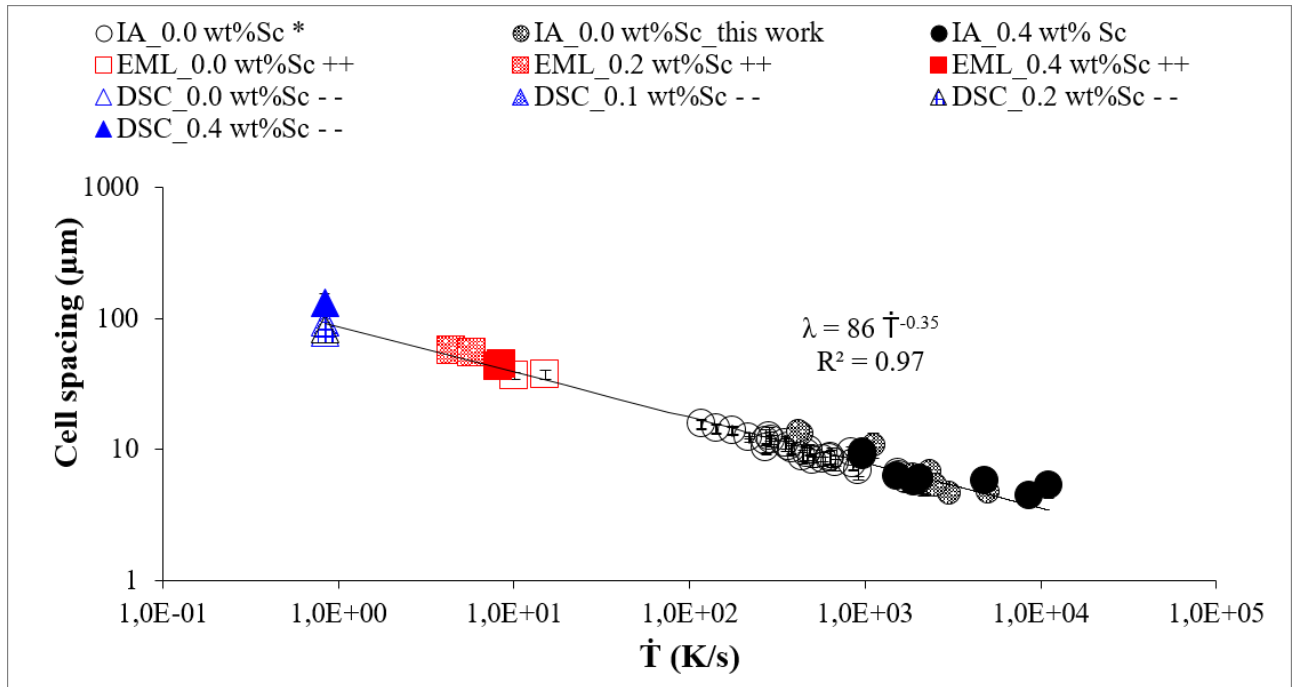 IA_0.0 wt%Sc * IA_0.0 wt%Sc_this work IA_0.4 wt% Sc
EML_0.0 wt%Sc ++ EML_0.2 wt%Sc ++ EML_0.4 wt%Sc ++
DSC_0.0 wt%Sc - - DSC_0.1 wt%Sc - - DSC_0.2 wt%Sc - -
DSC_0.4 wt%Sc - -
1000
100
10
1
Cell spacing (µm)
λ = 86 Ṫ-0.35
R² = 0.97
1,0E-01 1,0E+00 1,0E+01 1,0E+02 1,0E+03 1,0E+04 1,0E+05
Ṫ (K/s)